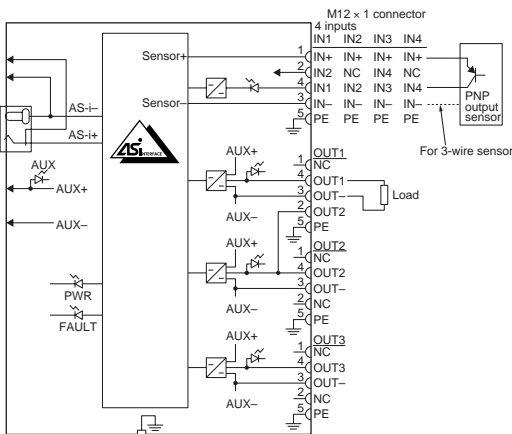 M12 × 1 connector
4 inputs
IN1 IN2 IN3 IN4
Sensor+ 1 IN+ IN+ IN+ IN+
2 IN2 NC IN4 NC
4 IN1 IN2 IN3 IN4
Sensor– 3 IN– IN– IN– IN–
5 PE PE PE PE
PNP
output
sensor
For 3-wire sensor
AS-i–
AS-i+
ASi
INTERFACE
AUX
AUX+
AUX–
PWR
FAULT
OUT1
1 NC
AUX+
4 OUT1
3 OUT–
Load
AUX–
2 OUT2
5 PE
OUT2
AUX+
1 NC
4 OUT2
3 OUT–
AUX–
2 NC
5 PE
OUT3
AUX+
1 NC
4 OUT3
3 OUT–
AUX–
2 NC
5 PE